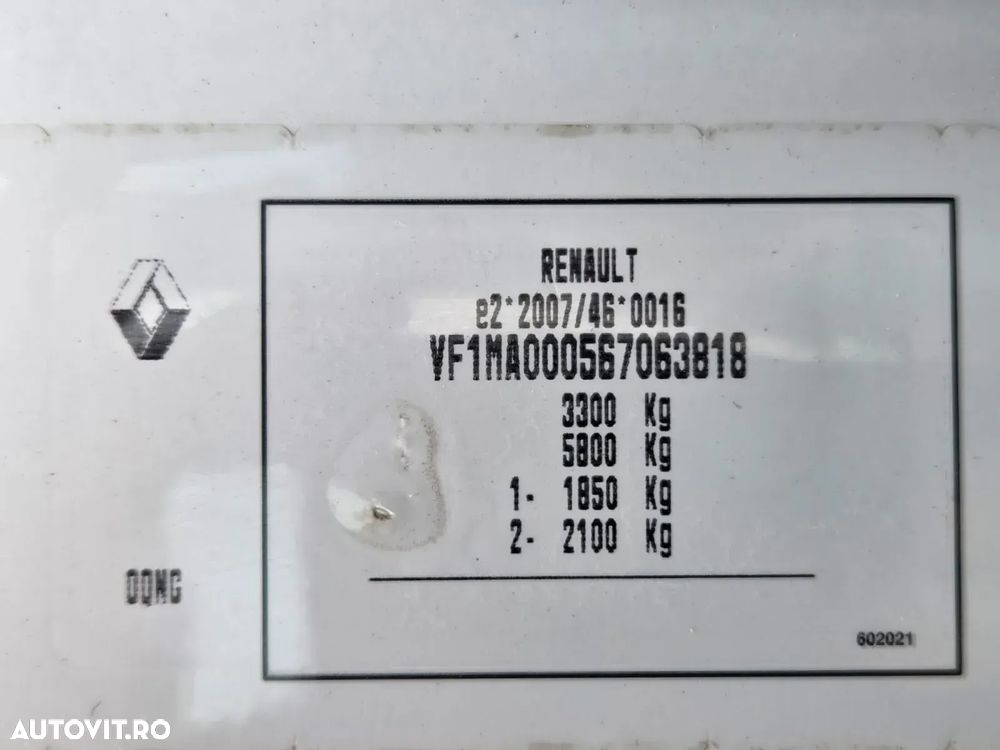 RENAULT
e2*2007/46*0016
VF1MA000567063818
3300 Kg
5800 Kg
1- 1850 Kg
2- 2100 Kg
OQNG
602021
AUTOVIT.RO